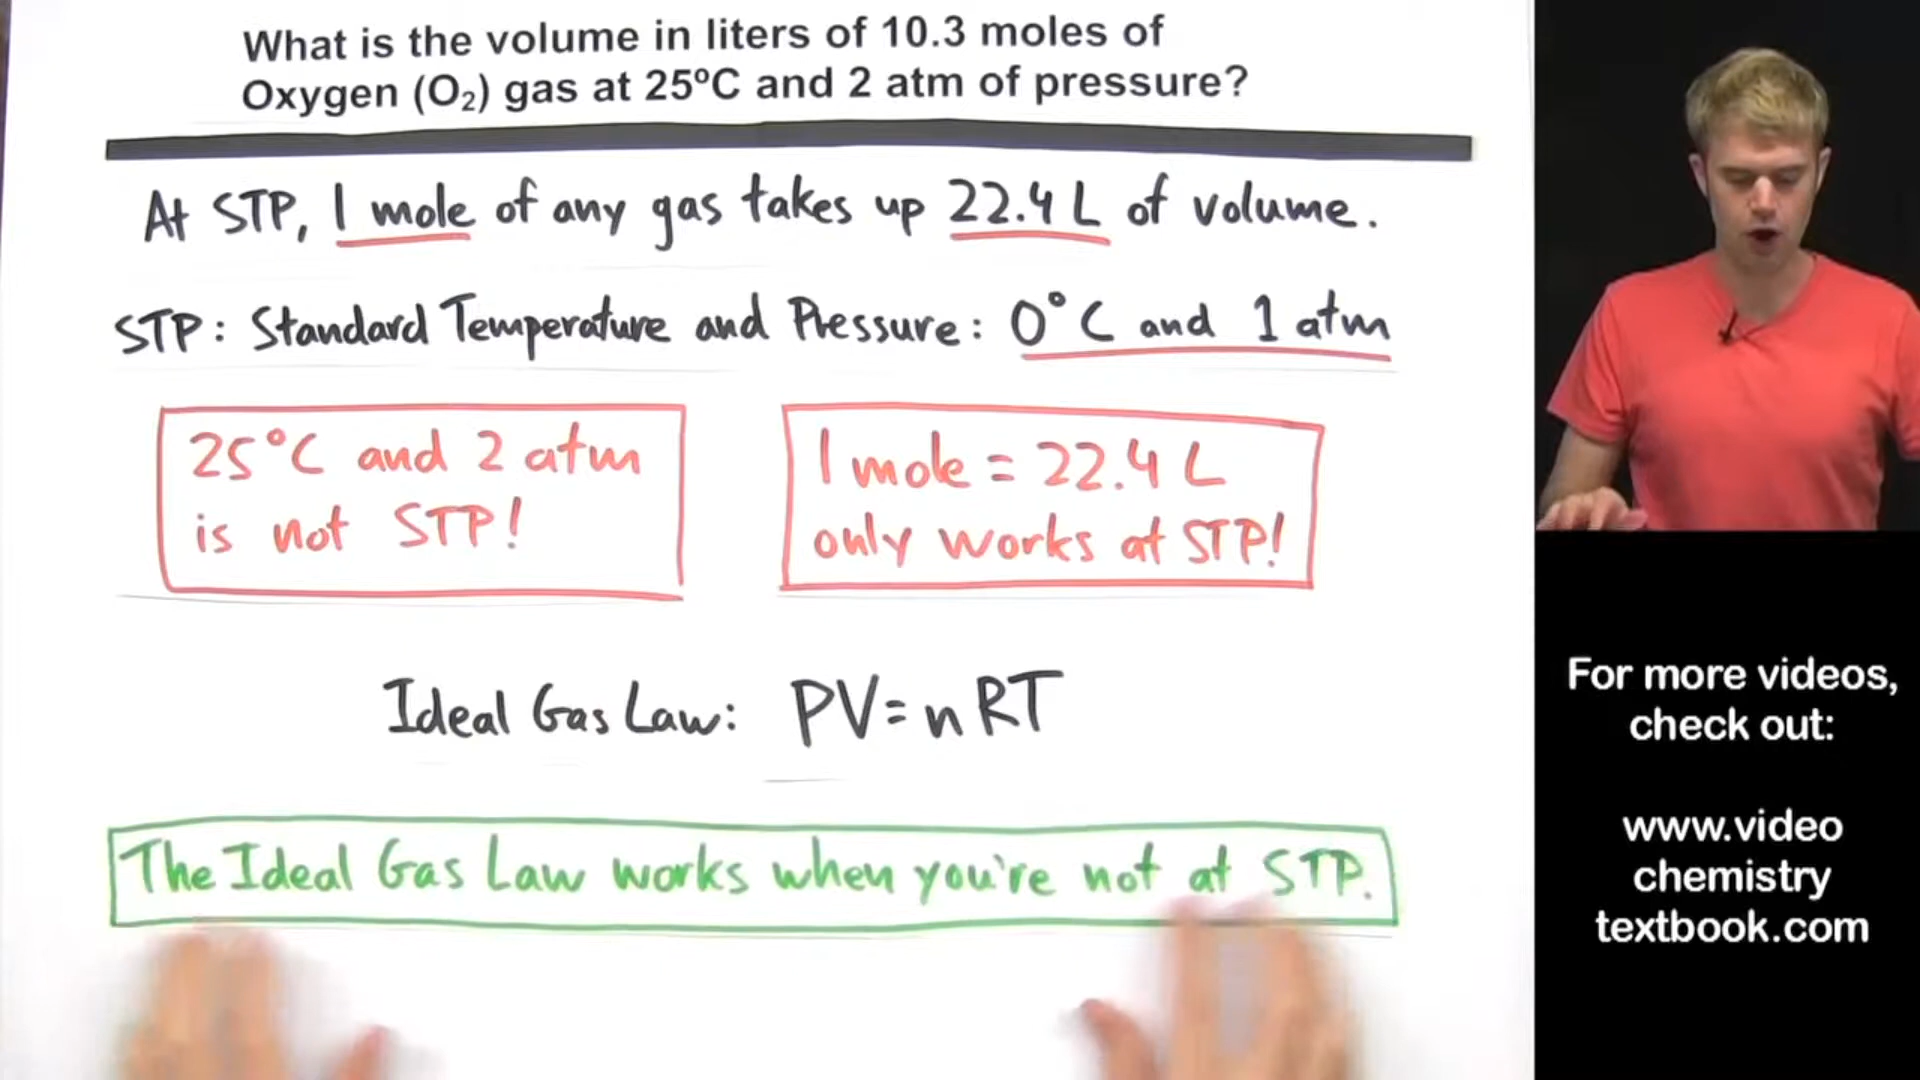 What is the volume in liters of 10.3 moles of
Oxygen (O₂) gas at 25ºC and 2 atm of pressure?
At STP, 1 mole of any gas takes up 22.4 L of volume.
STP: Standard Temperature and Pressure: 0°C and 1 atm
25°C and 2 atm
is not STP!
1 mole = 22.4 L
only works at STP!
Ideal Gas Law: PV=nRT
The Ideal Gas Law works when you're not at STP.
For more videos,
check out:
www.video
chemistry
textbook.com